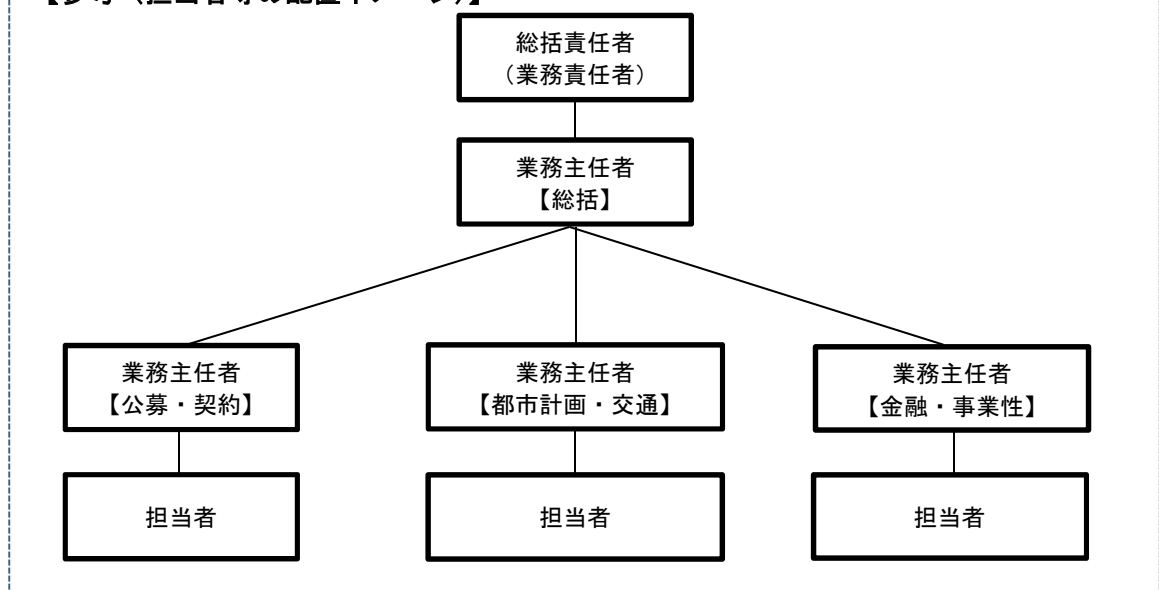 総括責任者
（業務責任者）
業務主任者
【総括】
業務主任者
【公募・契約】
業務主任者
【都市計画・交通】
業務主任者
【金融・事業性】
担当者
担当者
担当者